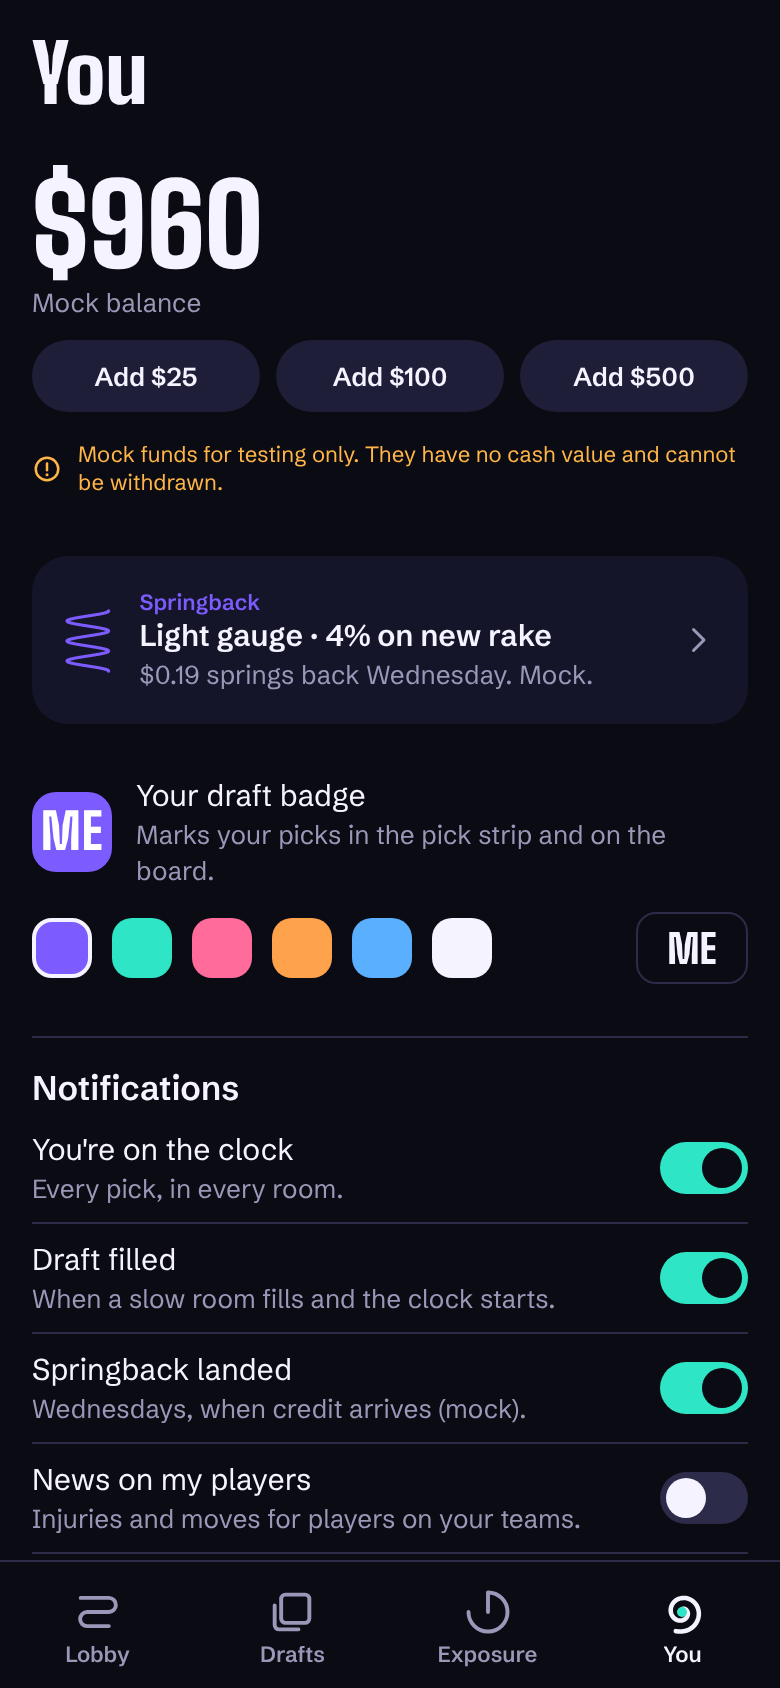 You
$960
Mock balance
Add $25
Add $100
Add $500
Mock funds for testing only. They have no cash value and cannot
be withdrawn.
Springback
Light gauge · 4% on new rake
$0.19 springs back Wednesday. Mock.
ME
Your draft badge
Marks your picks in the pick strip and on the
board.
ME
Notifications
You're on the clock
Every pick, in every room.
Draft filled
When a slow room fills and the clock starts.
Springback landed
Wednesdays, when credit arrives (mock).
News on my players
Injuries and moves for players on your teams.
Lobby
Drafts
Exposure
You